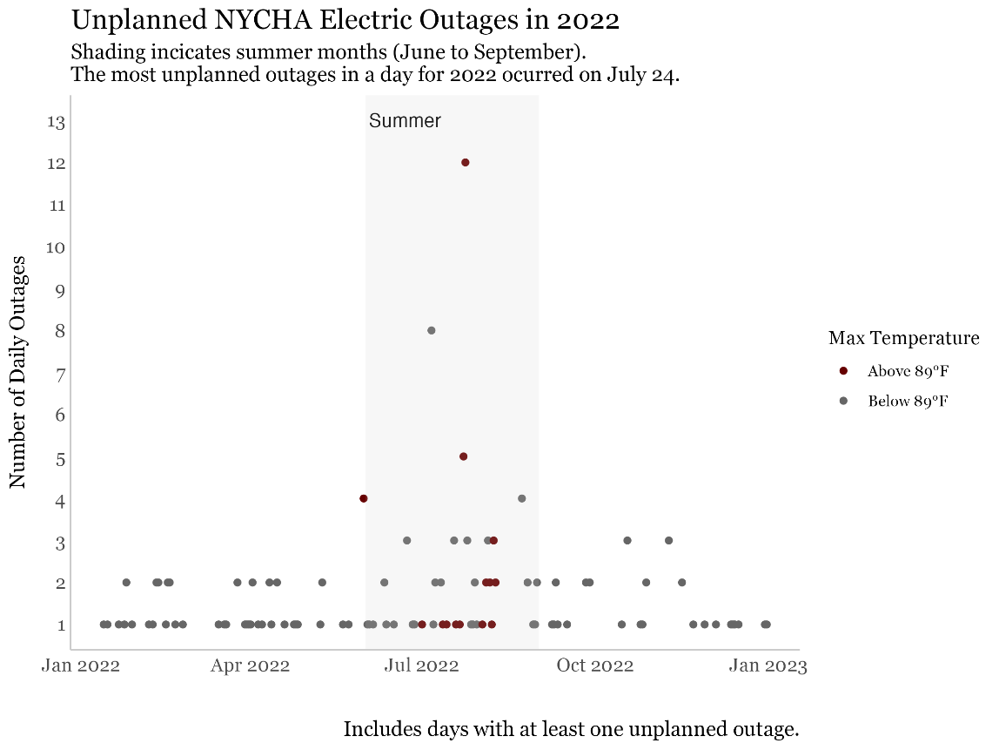 Unplanned NYCHA Electric Outages in 2022
Shading incicates summer months (June to September).
The most unplanned outages in a day for 2022 ocurred on July 24.
Summer
Number of Daily Outages
13
12
11
10
9
8
7
6
5
4
3
2
1
Jan 2022 Apr 2022 Jul 2022 Oct 2022 Jan 2023
Max Temperature
Above 89°F
Below 89°F
Includes days with at least one unplanned outage.